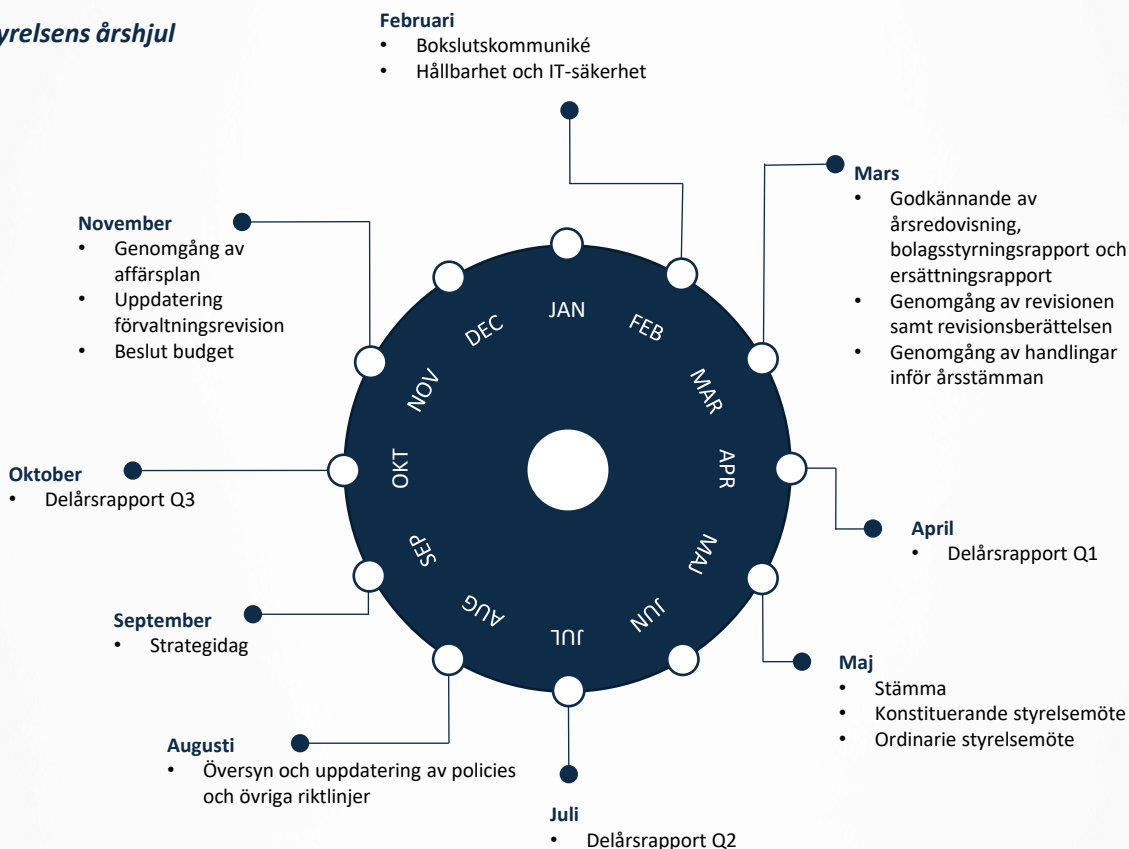 yrelsens årshjul
Februari
• Bokslutskommuniké
• Hållbarhet och IT-säkerhet
Mars
• Godkännande av
årsredovisning,
bolagsstyrningsrapport och
ersättningsrapport
• Genomgång av revisionen
samt revisionsberättelsen
• Genomgång av handlingar
inför årsstämman
November
• Genomgång av
affärsplan
• Uppdatering
förvaltningsrevision
• Beslut budget
JAN
FEB
MAR
APR
MAJ
JUN
JUL
AUG
SEP
OKT
NOV
DEC
Oktober
• Delårsrapport Q3
April
• Delårsrapport Q1
September
• Strategidag
Maj
• Stämma
• Konstituerande styrelsemöte
• Ordinarie styrelsemöte
Augusti
• Översyn och uppdatering av policies
och övriga riktlinjer
Juli
• Delårsrapport Q2